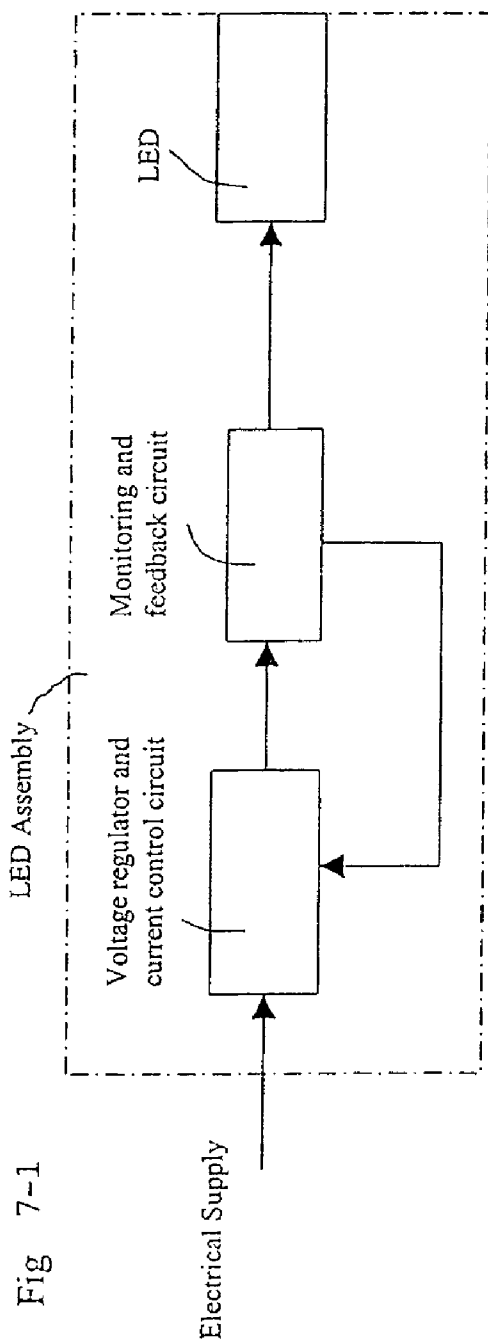 Fig 7-1
LED Assembly
Electrical Supply
Voltage regulator and
current control circuit
Monitoring and
feedback circuit
LED